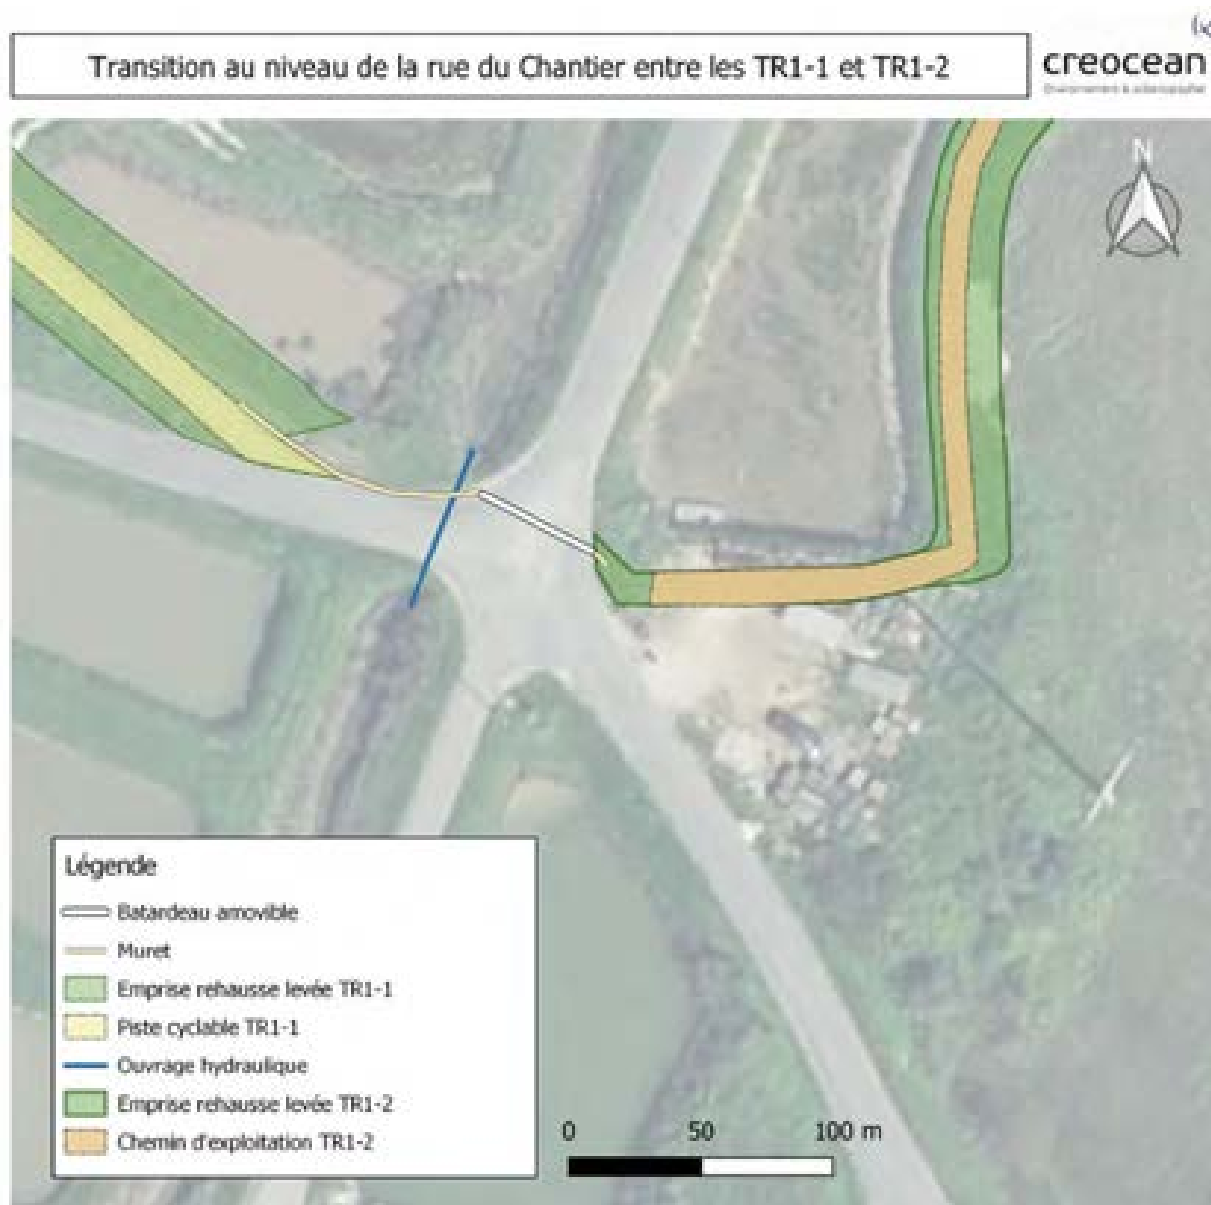 Transition au niveau de la rue du Chantier entre les TR1-1 et TR1-2
creocean
Environnement & océanographie
N
Légende
Batardeau amovible
Muret
Emprise rehausse levée TR1-1
Piste cyclable TR1-1
Ouvrage hydraulique
Emprise rehausse levée TR1-2
Chemin d'exploitation TR1-2
0 50 100 m